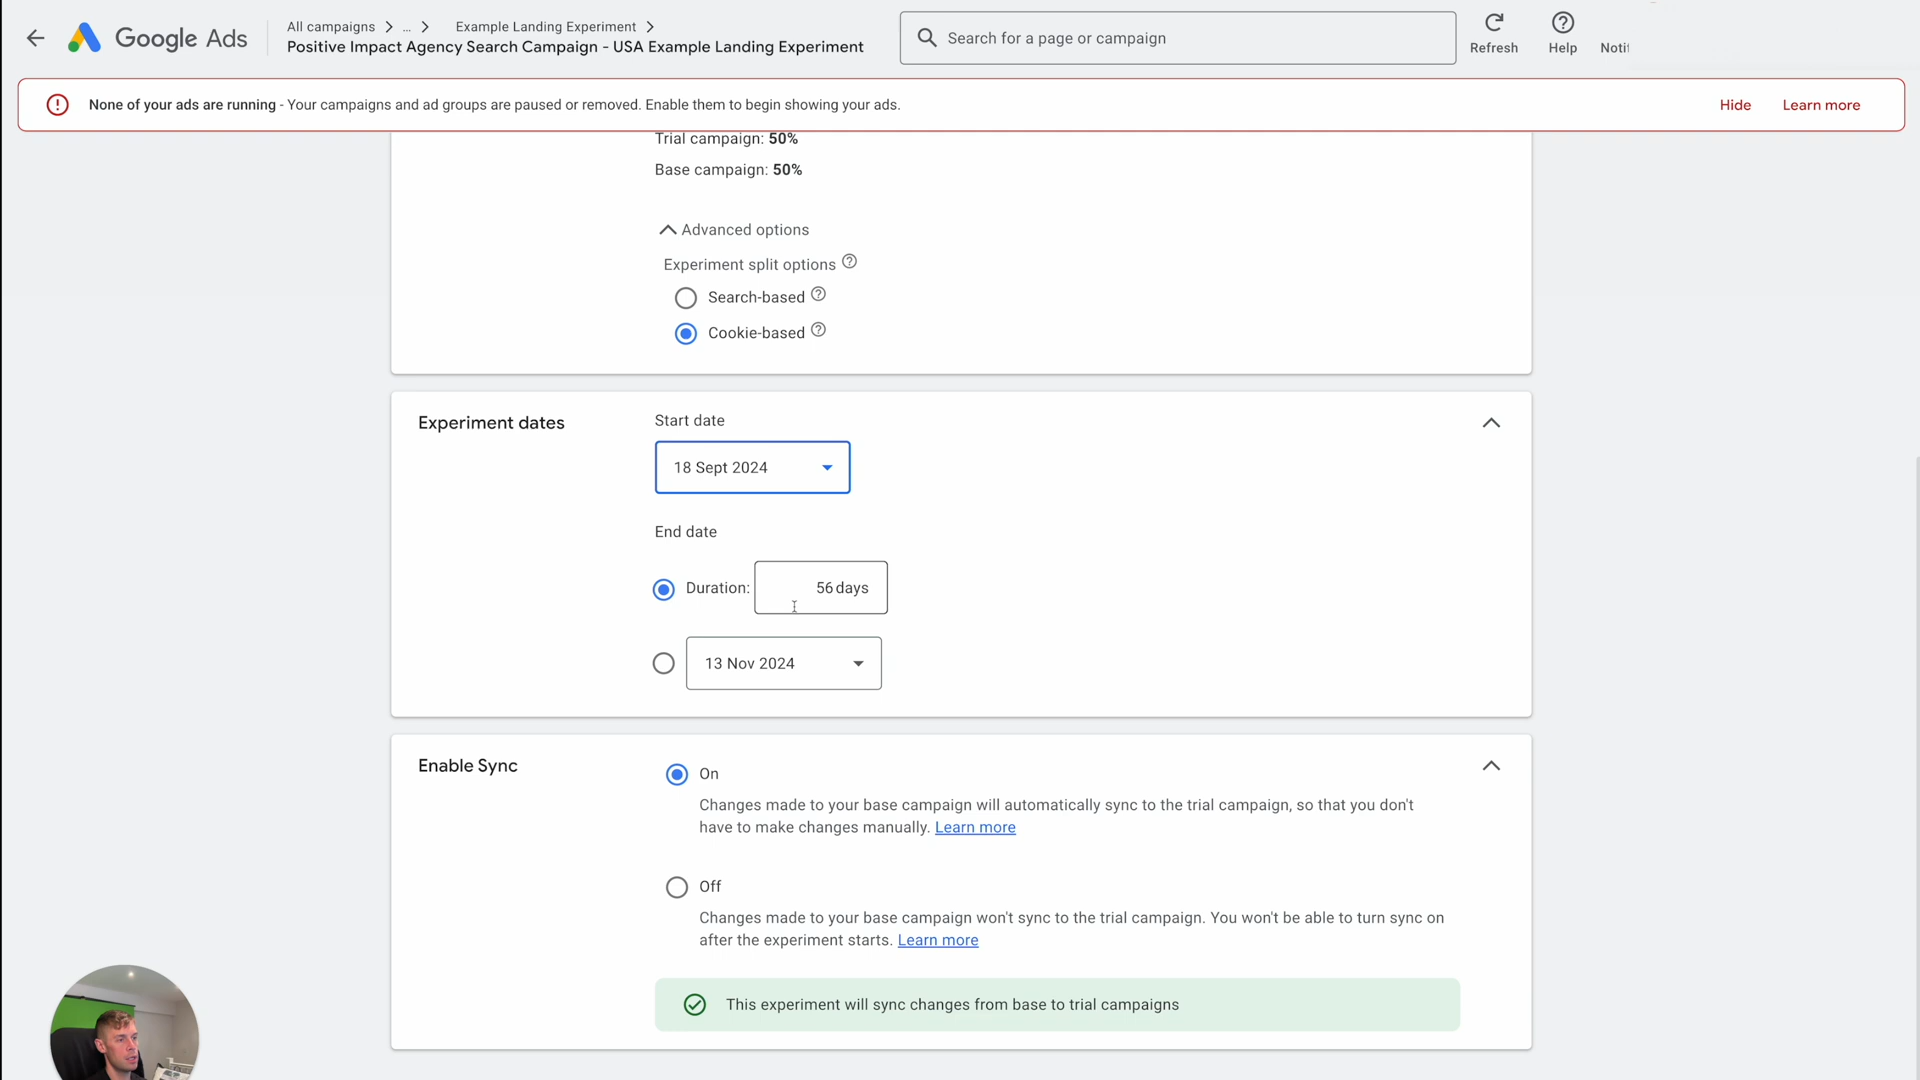 All campaigns > ... > Example Landing Experiment >
Google Ads
Positive Impact Agency Search Campaign - USA Example Landing Experiment
Search for a page or campaign
Refresh
Help
Noti
None of your ads are running - Your campaigns and ad groups are paused or removed. Enable them to begin showing your ads.
Hide
Learn more
Trial campaign: 50%
Base campaign: 50%
Advanced options
Experiment split options
Search-based
Cookie-based
Experiment dates
Start date
18 Sept 2024
End date
Duration: 56 days
13 Nov 2024
Enable Sync
On
Changes made to your base campaign will automatically sync to the trial campaign, so that you don't
have to make changes manually. Learn more
Off
Changes made to your base campaign won't sync to the trial campaign. You won't be able to turn sync on
after the experiment starts. Learn more
This experiment will sync changes from base to trial campaigns